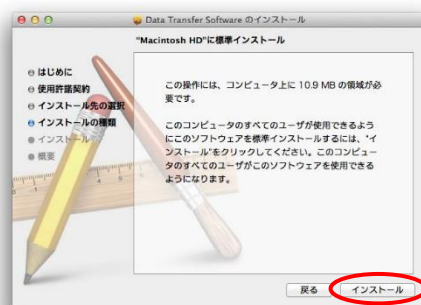 Data Transfer Software のインストール
"Macintosh HD"に標準インストール
はじめに
使用許諾契約
インストール先の選択
インストールの種類
インストール
概要
この操作には、コンピュータ上に 10.9 MB の領域が必
要です。
このコンピュータのすべてのユーザが使用できるよう
にこのソフトウェアを標準インストールするには、"イ
ンストール"をクリックしてください。このコンピュー
タのすべてのユーザがこのソフトウェアを使用できる
ようになります。
戻る
インストール